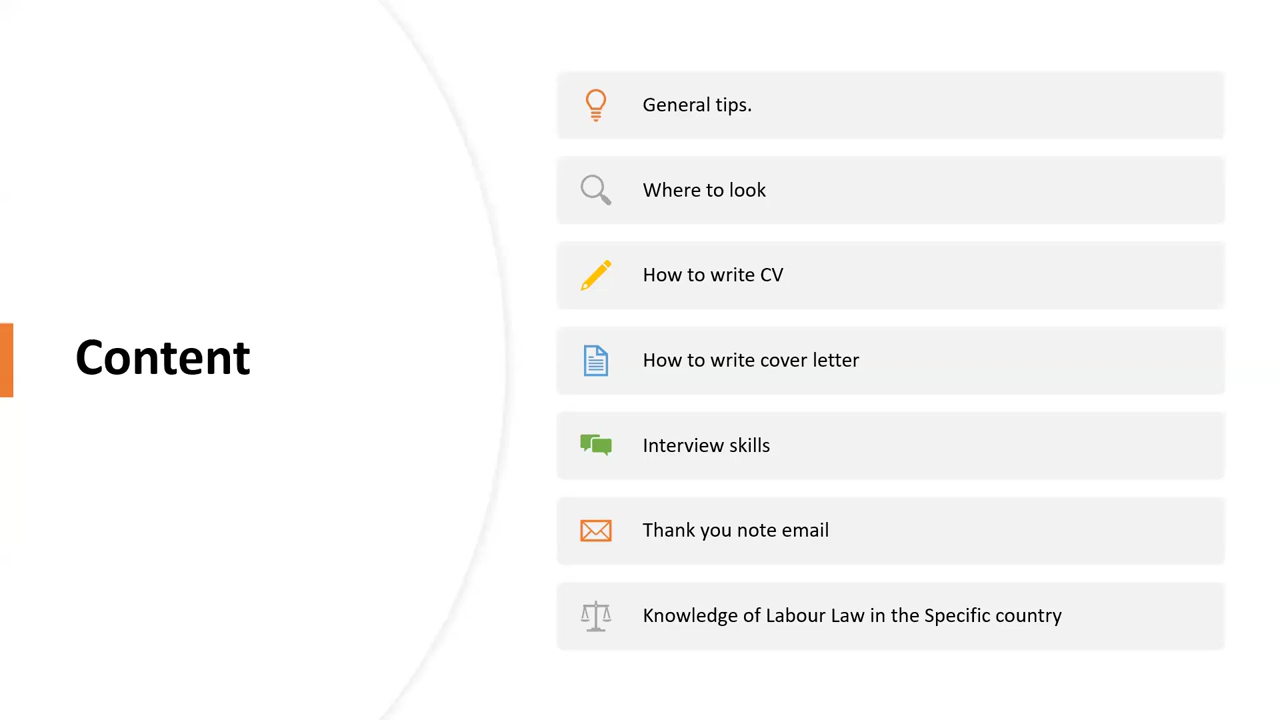 Content
General tips.
Where to look
How to write CV
How to write cover letter
Interview skills
Thank you note email
Knowledge of Labour Law in the Specific country